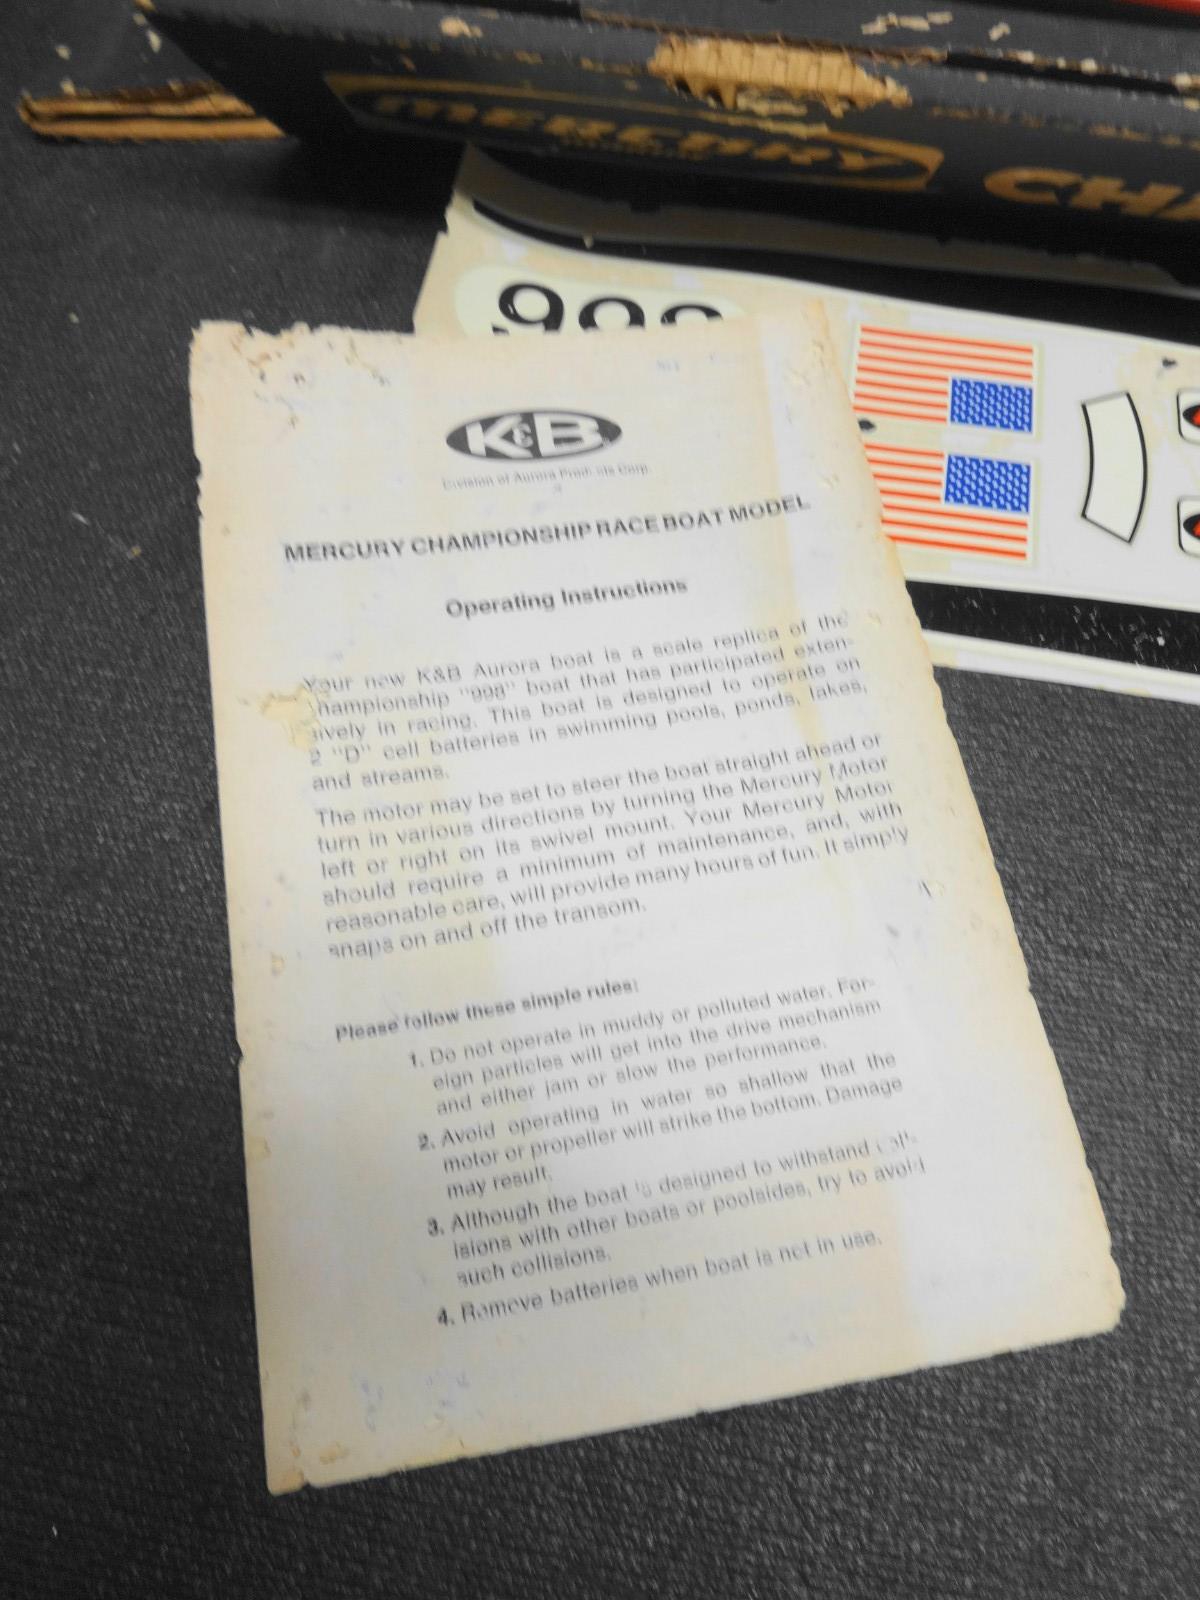 MERCURY
CHA
998
K&B
Division of Aurora Products Corp.
MERCURY CHAMPIONSHIP RACE BOAT MODEL
Operating Instructions
Your new K&B Aurora boat is a scale replica of the
championship "998" boat that has participated exten-
sively in racing. This boat is designed to operate on
2 "D" cell batteries in swimming pools, ponds, lakes,
and streams.
The motor may be set to steer the boat straight ahead or
turn in various directions by turning the Mercury Motor
left or right on its swivel mount. Your Mercury Motor
should require a minimum of maintenance, and, with
reasonable care, will provide many hours of fun. It simply
snaps on and off the transom.
Please follow these simple rules:
1. Do not operate in muddy or polluted water. For-
eign particles will get into the drive mechanism
and either jam or slow the performance.
2. Avoid operating in water so shallow that the
motor or propeller will strike the bottom. Damage
may result.
3. Although the boat is designed to withstand col-
isions with other boats or poolsides, try to avoid
such collisions.
4. Remove batteries when boat is not in use.